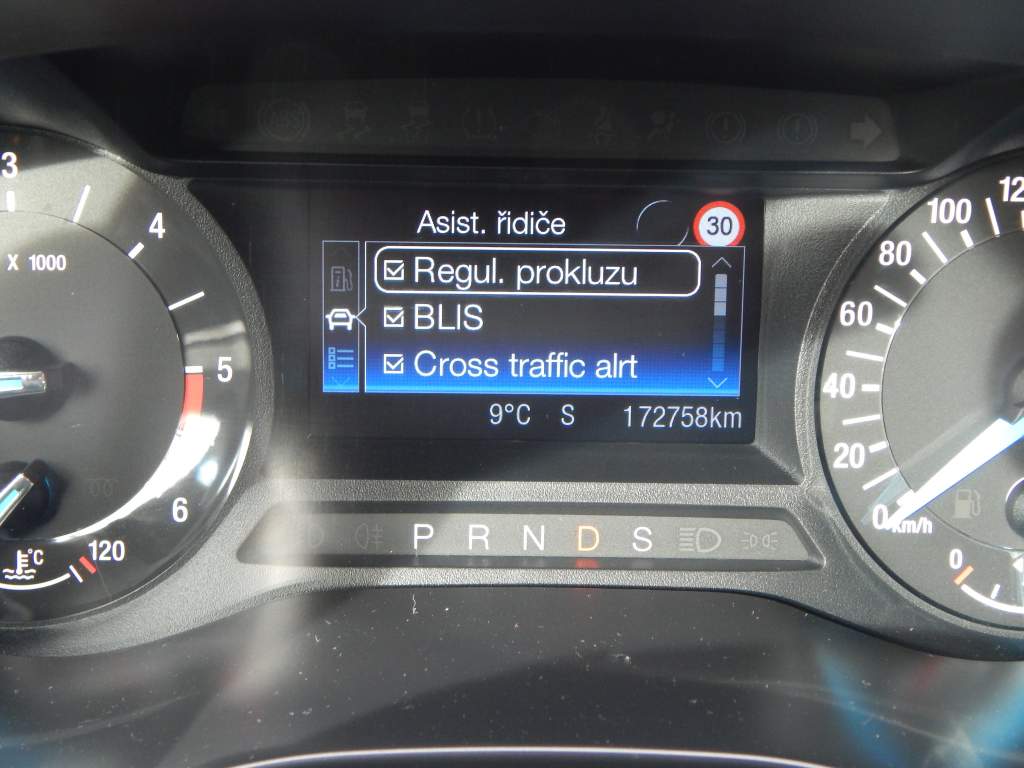 Asist. řidiče
30
Regul. prokluzu
BLIS
Cross traffic alrt
9°C S 172758km
P R N D S
3
4
X 1000
5
6
°C 120
12
100
80
60
40
20
0 km/h
0